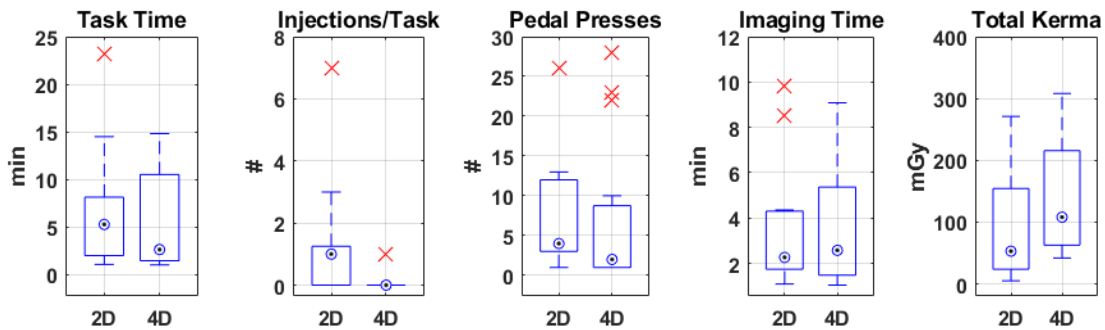 Task Time
25
20
15
10
5
0
min
2D 4D
Injections/Task
8
6
4
2
0
#
2D 4D
Pedal Presses
30
25
20
15
10
5
0
#
2D 4D
Imaging Time
12
10
8
6
4
2
min
2D 4D
Total Kerma
400
300
200
100
0
mGy
2D 4D